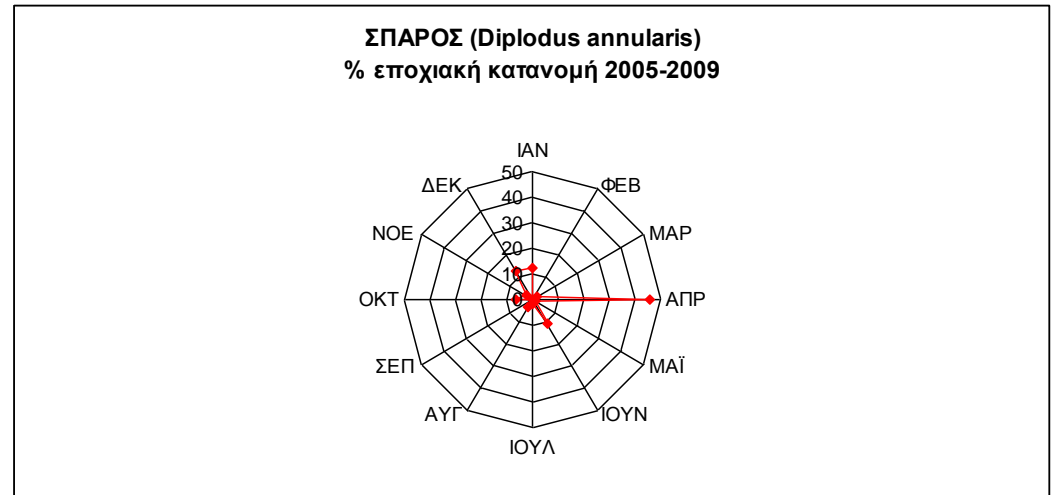 ΣΠΑΡΟΣ (Diplodus annularis)
% εποχιακή κατανομή 2005-2009
ΙΑΝ
ΦΕΒ
ΜΑΡ
ΑΠΡ
ΜΑΪ
ΙΟΥΝ
ΙΟΥΛ
ΑΥΓ
ΣΕΠ
ΟΚΤ
ΝΟΕ
ΔΕΚ
50
40
30
20
10
0